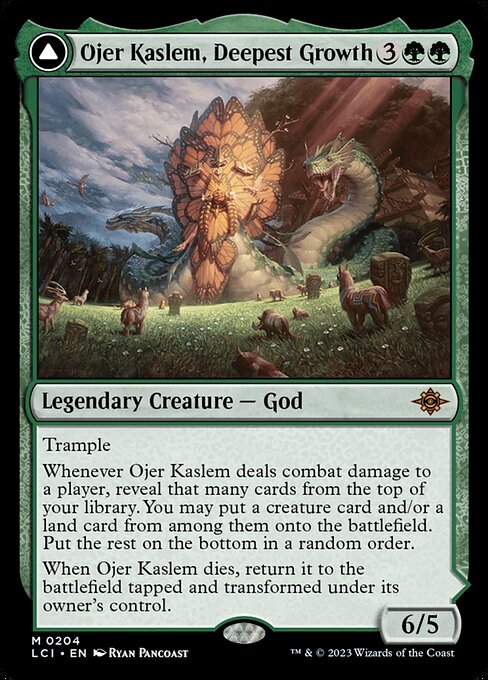 Ojer Kaslem, Deepest Growth 3
Legendary Creature — God
Trample
Whenever Ojer Kaslem deals combat damage to
a player, reveal that many cards from the top of
your library. You may put a creature card and/or a
land card from among them onto the battlefield.
Put the rest on the bottom in a random order.
When Ojer Kaslem dies, return it to the
battlefield tapped and transformed under its
owner's control.
6/5
M 0204
LCI • EN Ryan Pancoast ™ & © 2023 Wizards of the Coast